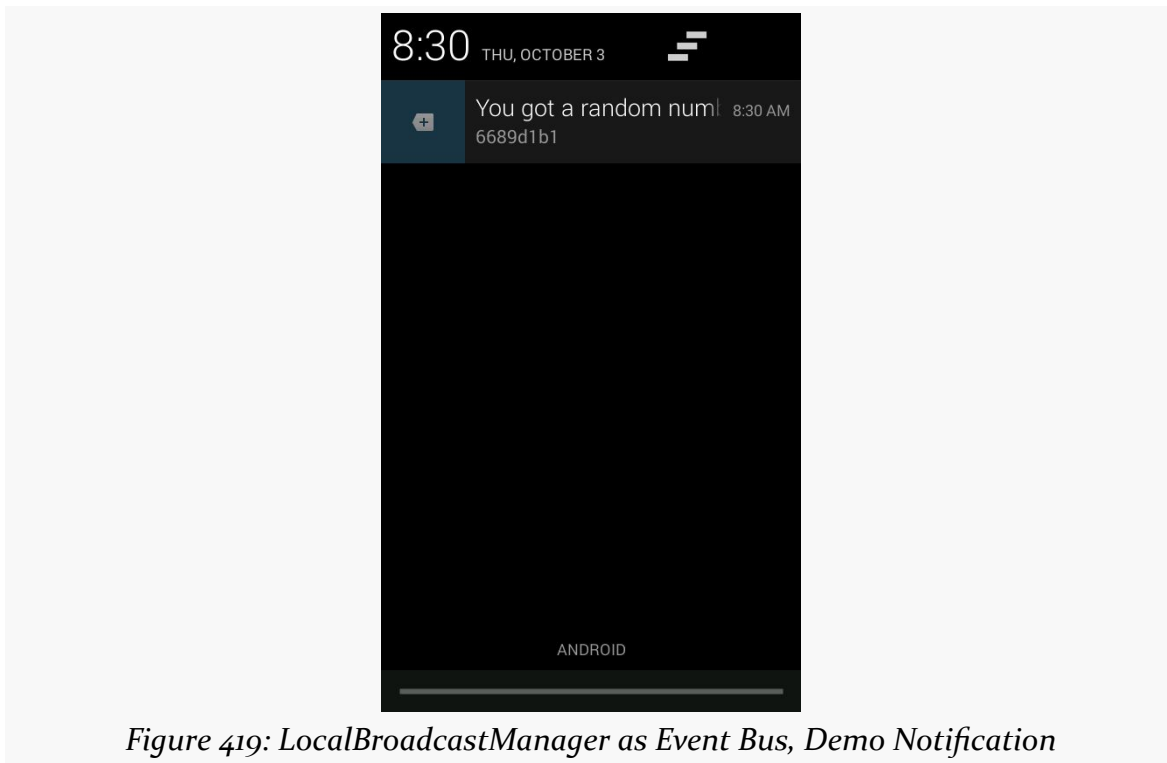 8:30 THU, OCTOBER 3
You got a random num 8:30 AM
6689d1b1
ANDROID
Figure 419: LocalBroadcastManager as Event Bus, Demo Notification